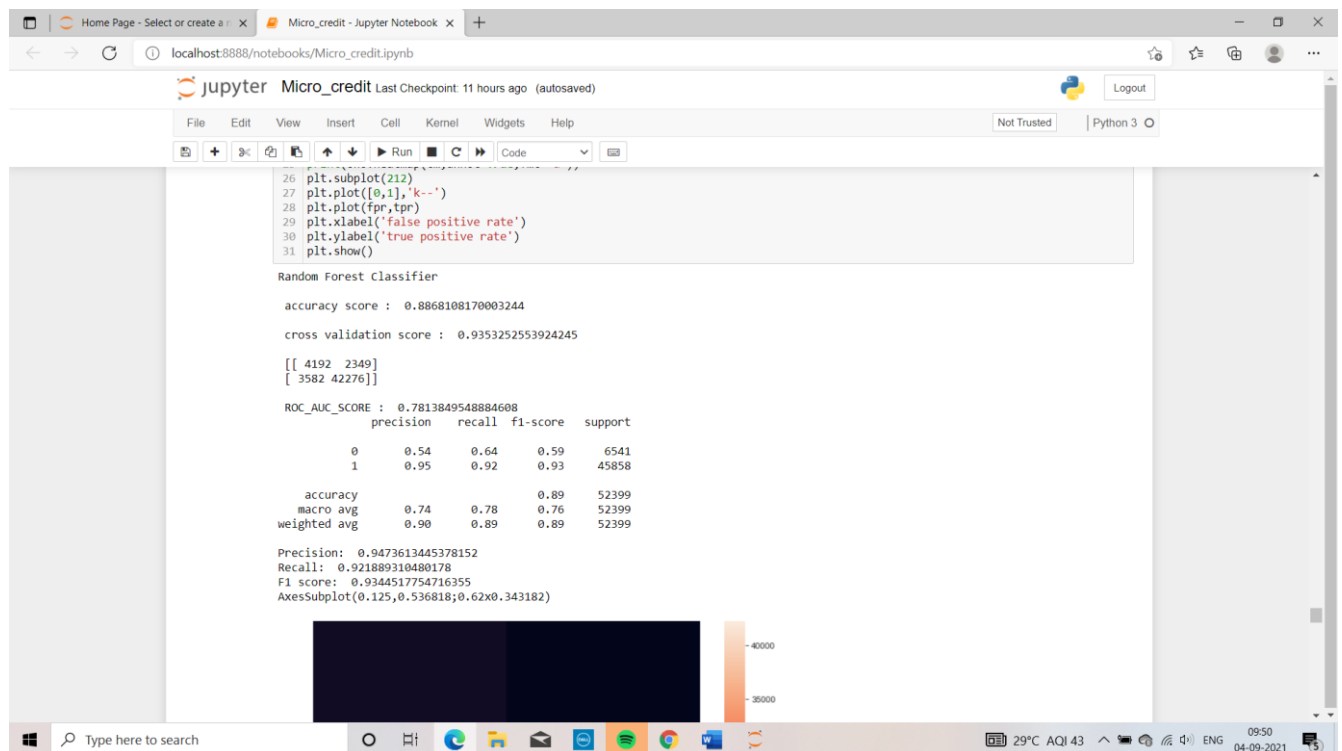 Home Page - Select or create a n
Micro_credit - Jupyter Notebook
localhost:8888/notebooks/Micro_credit.ipynb
jupyter Micro_credit Last Checkpoint: 11 hours ago (autosaved)
Logout
File Edit View Insert Cell Kernel Widgets Help
Not Trusted
Python 3
Run
Code
26 plt.subplot(212)
27 plt.plot([0,1],'k--')
28 plt.plot(fpr,tpr)
29 plt.xlabel('false positive rate')
30 plt.ylabel('true positive rate')
31 plt.show()
Random Forest Classifier
accuracy score : 0.8868108170003244
cross validation score : 0.9353252553924245
[[ 4192 2349]
[ 3582 42276]]
ROC_AUC_SCORE : 0.7813849548884608
precision recall f1-score support
0 0.54 0.64 0.59 6541
1 0.95 0.92 0.93 45858
accuracy 0.89 52399
macro avg 0.74 0.78 0.76 52399
weighted avg 0.90 0.89 0.89 52399
Precision: 0.9473613445378152
Recall: 0.921889310480178
F1 score: 0.9344517754716355
AxesSubplot(0.125,0.536818;0.62x0.343182)
40000
35000
Type here to search
29°C AQI 43
ENG
09:50
04-09-2021